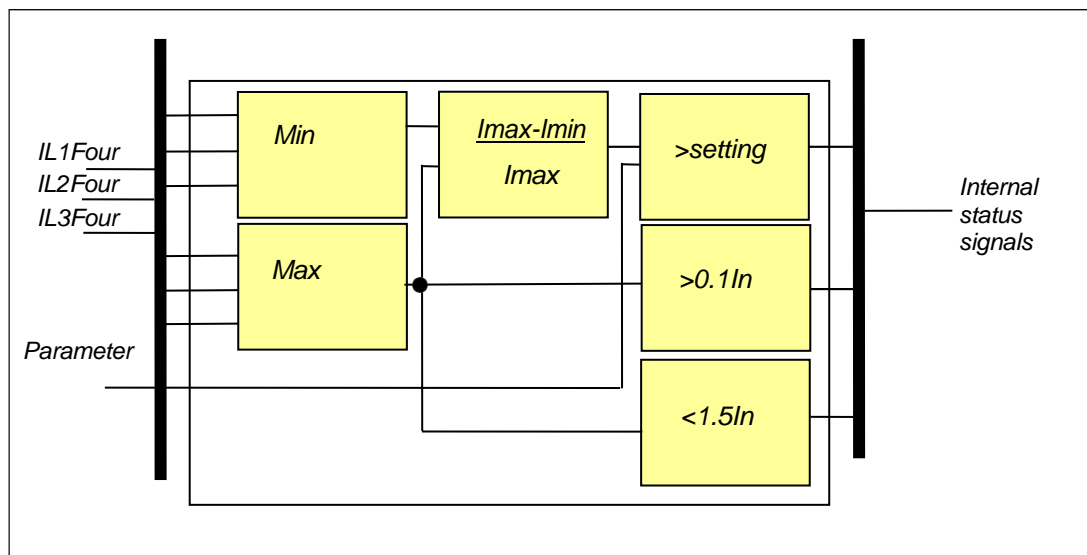 IL1Four
IL2Four
IL3Four
Parameter
Min
Max
Imax-Imin
Imax
>setting
>0.1In
<1.5In
Internal
status
signals